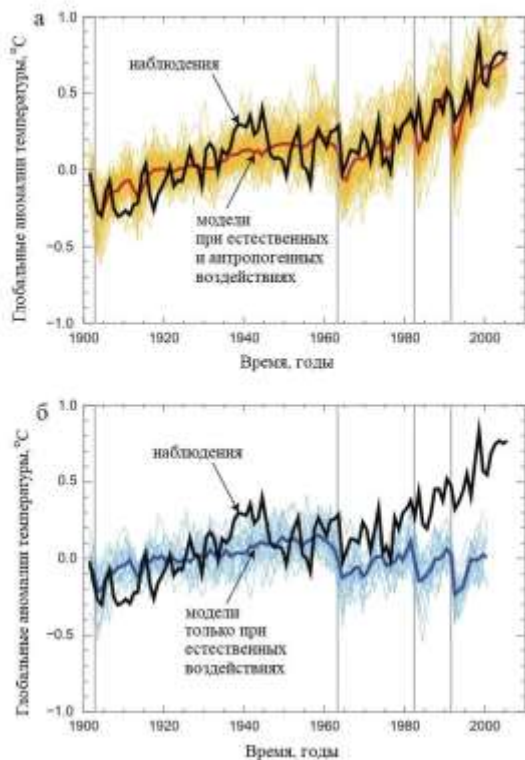 а
Глобальные аномалии температуры, °C
1.0
0.5
0.0
−0.5
−1.0
наблюдения
модели
при естественных
и антропогенных
воздействиях
1900 1920 1940 1960 1980 2000
Время, годы
б
Глобальные аномалии температуры, °C
1.0
0.5
0.0
−0.5
−1.0
наблюдения
модели
только при
естественных
воздействиях
1900 1920 1940 1960 1980 2000
Время, годы